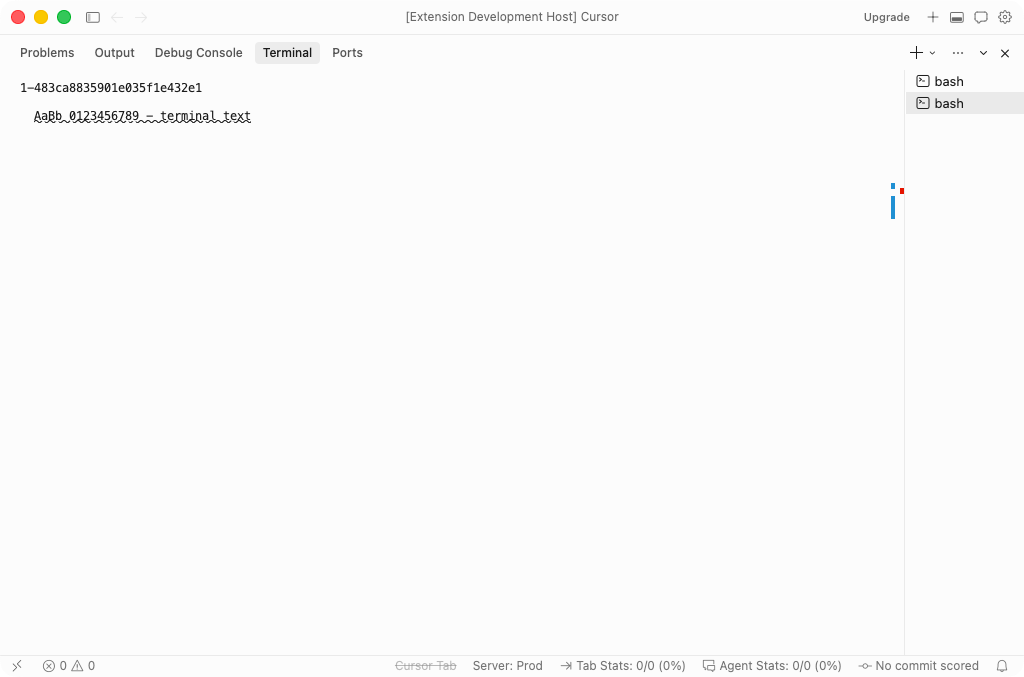 [Extension Development Host] Cursor
Upgrade
Problems Output Debug Console Terminal Ports
1-483ca8835901e035f1e432e1
AaBb 0123456789 — terminal text
bash
bash
0 0 Cursor Tab Server: Prod Tab Stats: 0/0 (0%) Agent Stats: 0/0 (0%) No commit scored